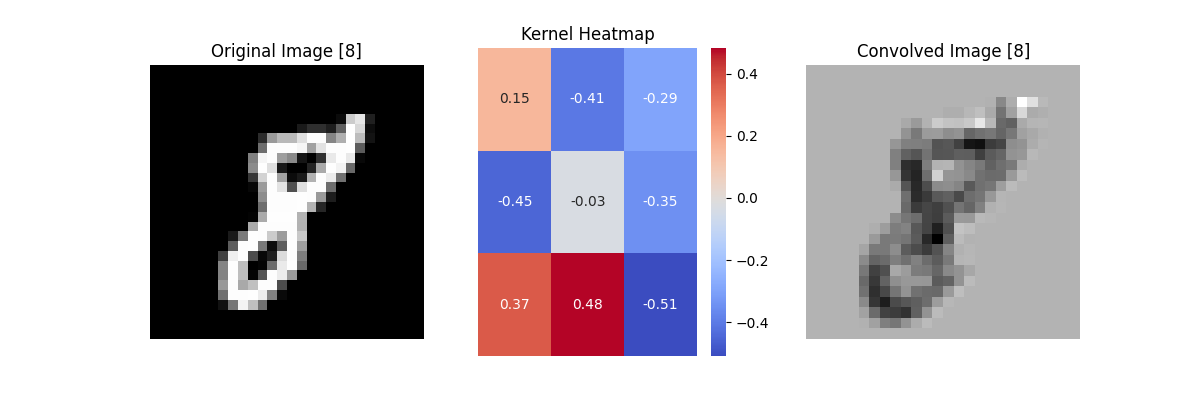 Original Image [8]
Kernel Heatmap
Convolved Image [8]
0.15 -0.41 -0.29
-0.45 -0.03 -0.35
0.37 0.48 -0.51
0.4
0.2
0.0
−0.2
−0.4